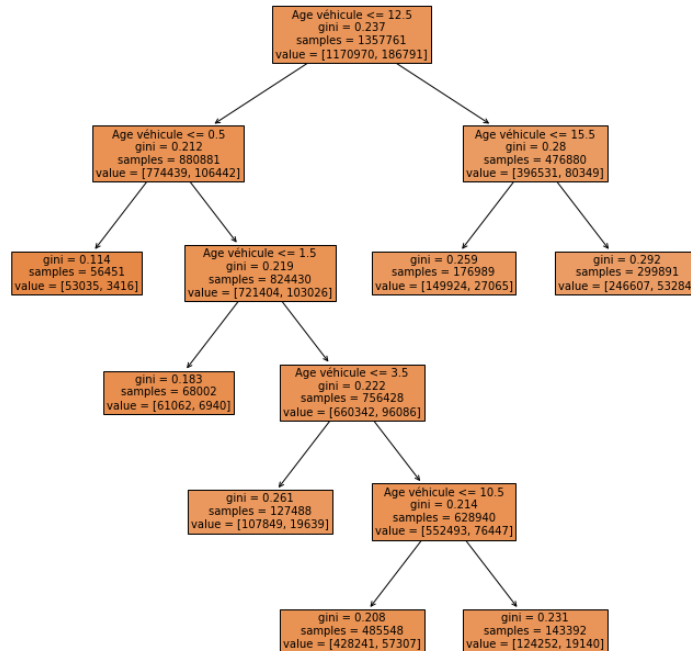 Age véhicule <= 12.5
gini = 0.237
samples = 1357761
value = [1170970, 186791]
Age véhicule <= 0.5
gini = 0.212
samples = 880881
value = [774439, 106442]
Age véhicule <= 15.5
gini = 0.28
samples = 476880
value = [396531, 80349]
gini = 0.114
samples = 56451
value = [53035, 3416]
Age véhicule <= 1.5
gini = 0.219
samples = 824430
value = [721404, 103026]
gini = 0.259
samples = 176989
value = [149924, 27065]
gini = 0.292
samples = 299891
value = [246607, 53284]
gini = 0.183
samples = 68002
value = [61062, 6940]
Age véhicule <= 3.5
gini = 0.222
samples = 756428
value = [660342, 96086]
gini = 0.261
samples = 127488
value = [107849, 19639]
Age véhicule <= 10.5
gini = 0.214
samples = 628940
value = [552493, 76447]
gini = 0.208
samples = 485548
value = [428241, 57307]
gini = 0.231
samples = 143392
value = [124252, 19140]